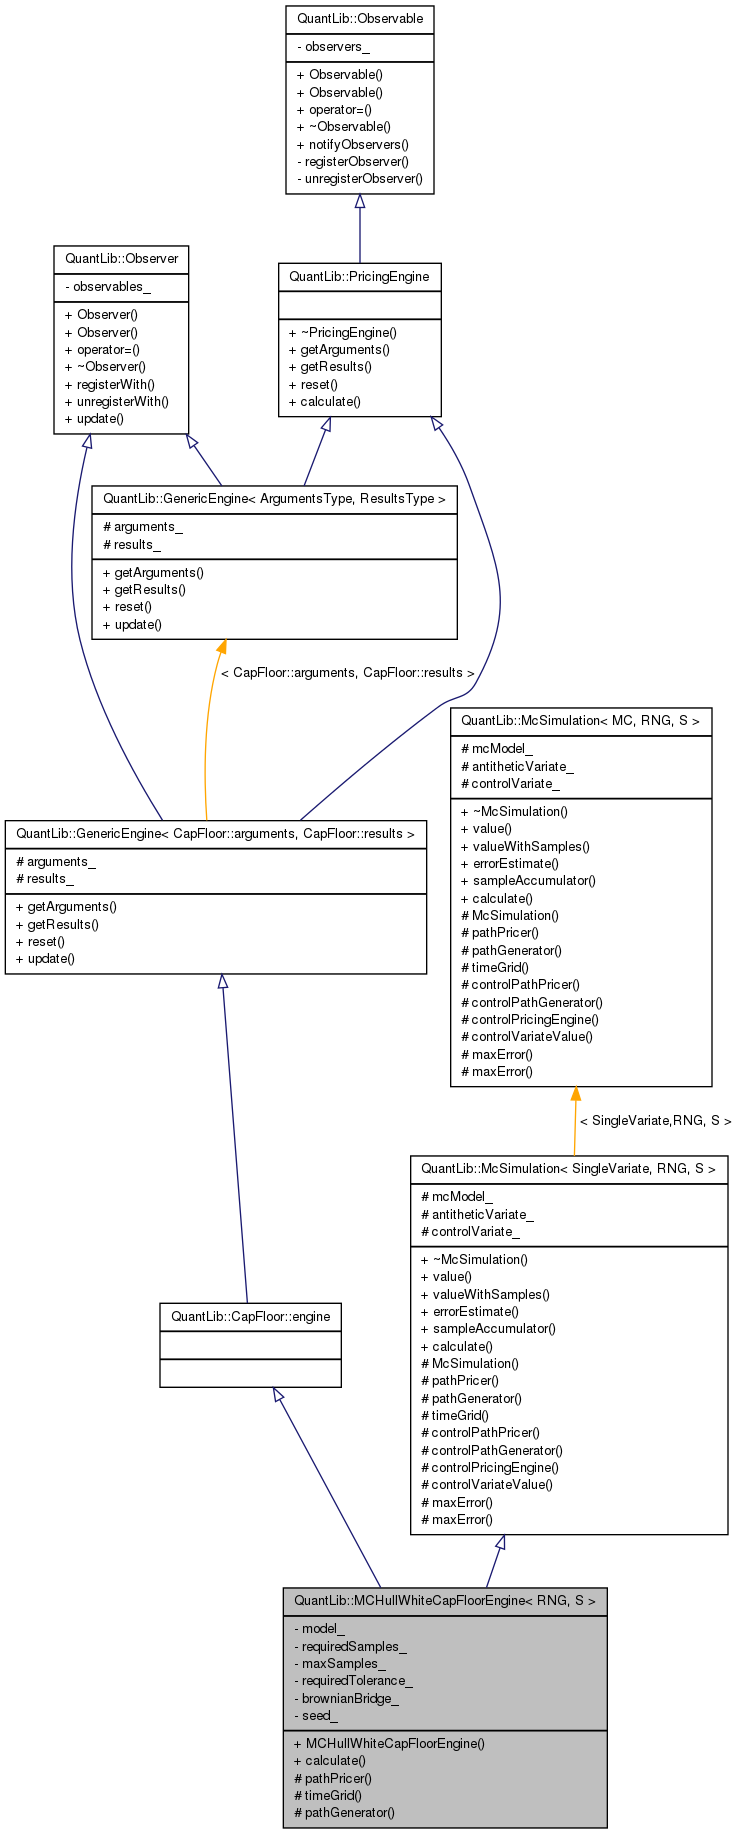 QuantLib::Observable
- observers_
+ Observable()
+ Observable()
+ operator=()
+ ~Observable()
+ notifyObservers()
- registerObserver()
- unregisterObserver()
QuantLib::Observer
- observables_
+ Observer()
+ Observer()
+ operator=()
+ ~Observer()
+ registerWith()
+ unregisterWith()
+ update()
QuantLib::PricingEngine
+ ~PricingEngine()
+ getArguments()
+ getResults()
+ reset()
+ calculate()
QuantLib::GenericEngine< ArgumentsType, ResultsType >
# arguments_
# results_
+ getArguments()
+ getResults()
+ reset()
+ update()
< CapFloor::arguments, CapFloor::results >
QuantLib::GenericEngine< CapFloor::arguments, CapFloor::results >
# arguments_
# results_
+ getArguments()
+ getResults()
+ reset()
+ update()
QuantLib::McSimulation< MC, RNG, S >
# mcModel_
# antitheticVariate_
# controlVariate_
+ ~McSimulation()
+ value()
+ valueWithSamples()
+ errorEstimate()
+ sampleAccumulator()
+ calculate()
# McSimulation()
# pathPricer()
# pathGenerator()
# timeGrid()
# controlPathPricer()
# controlPathGenerator()
# controlPricingEngine()
# controlVariateValue()
# maxError()
# maxError()
< SingleVariate,RNG, S >
QuantLib::McSimulation< SingleVariate, RNG, S >
# mcModel_
# antitheticVariate_
# controlVariate_
+ ~McSimulation()
+ value()
+ valueWithSamples()
+ errorEstimate()
+ sampleAccumulator()
+ calculate()
# McSimulation()
# pathPricer()
# pathGenerator()
# timeGrid()
# controlPathPricer()
# controlPathGenerator()
# controlPricingEngine()
# controlVariateValue()
# maxError()
# maxError()
QuantLib::CapFloor::engine
QuantLib::MCHullWhiteCapFloorEngine< RNG, S >
- model_
- requiredSamples_
- maxSamples_
- requiredTolerance_
- brownianBridge_
- seed_
+ MCHullWhiteCapFloorEngine()
+ calculate()
# pathPricer()
# timeGrid()
# pathGenerator()